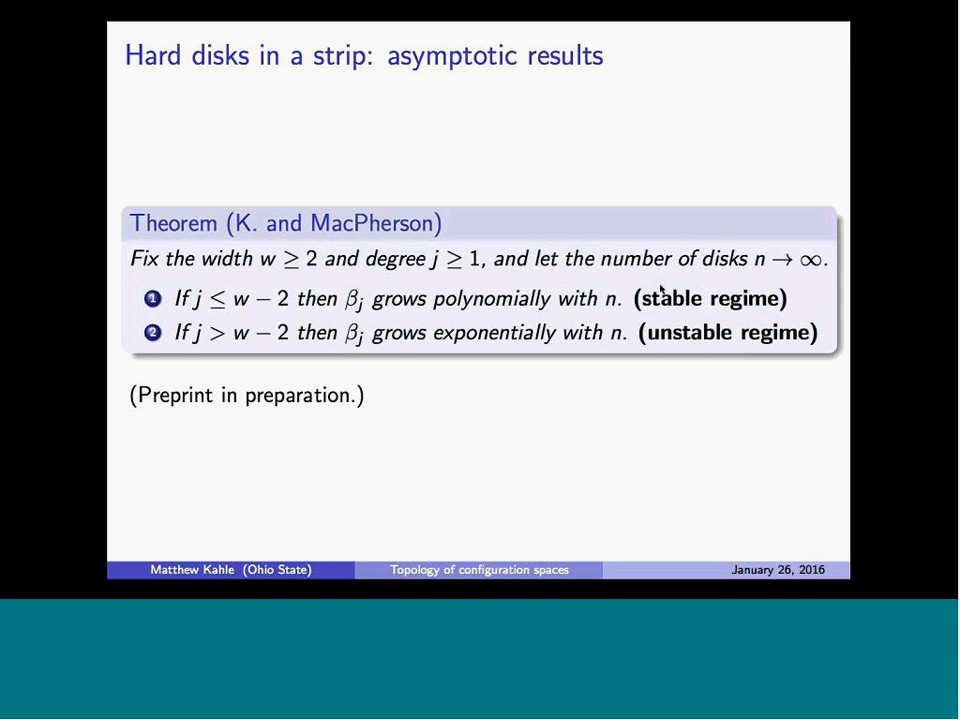 Hard disks in a strip: asymptotic results
Theorem (K. and MacPherson)
Fix the width w ≥ 2 and degree j ≥ 1, and let the number of disks n → ∞.
1 If j ≤ w − 2 then βj grows polynomially with n. (stable regime)
2 If j > w − 2 then βj grows exponentially with n. (unstable regime)
(Preprint in preparation.)
Matthew Kahle (Ohio State) Topology of configuration spaces January 26, 2016